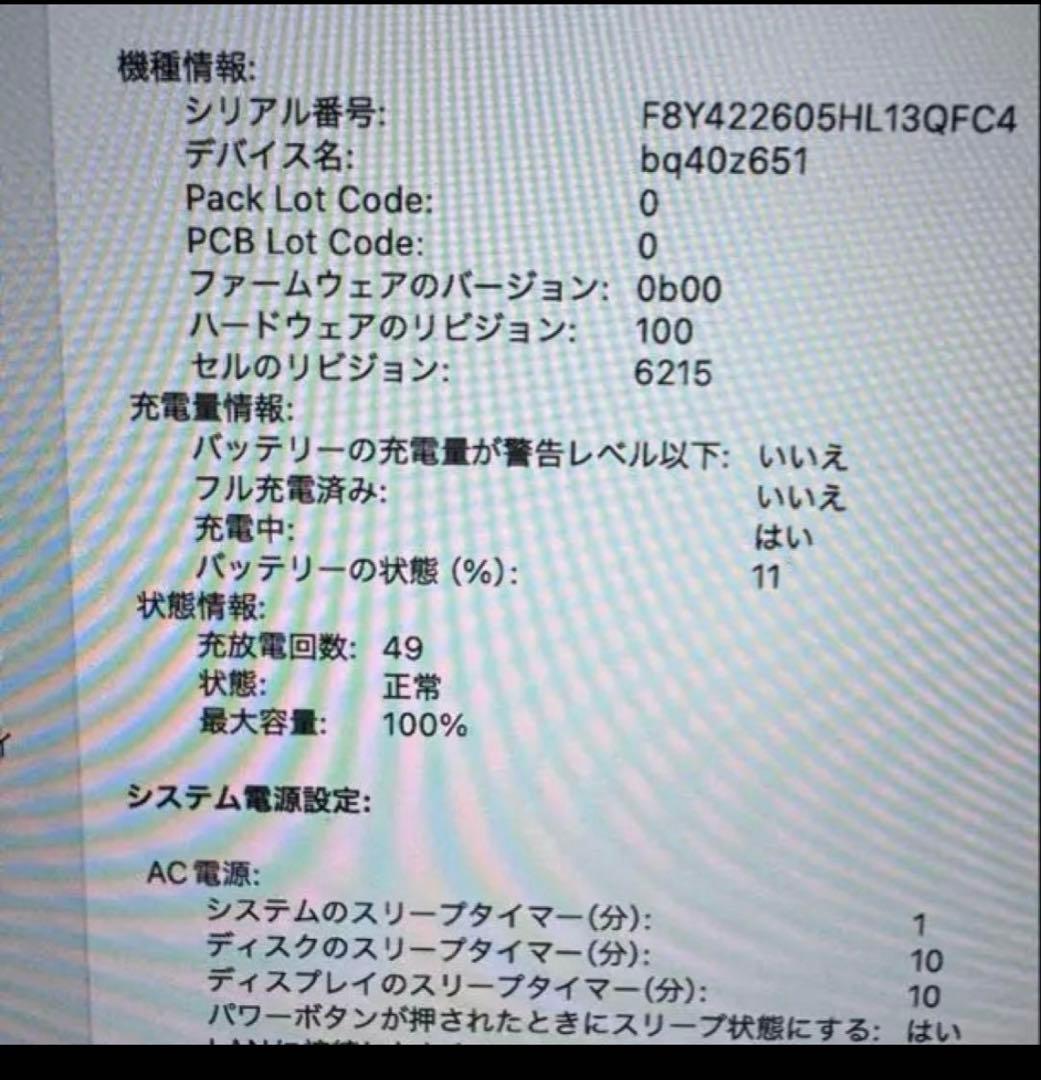 機種情報:
シリアル番号: F8Y422605HL13QFC4
デバイス名: bq40z651
Pack Lot Code: 0
PCB Lot Code: 0
ファームウェアのバージョン: 0b00
ハードウェアのリビジョン: 100
セルのリビジョン: 6215
充電量情報:
バッテリーの充電量が警告レベル以下: いいえ
フル充電済み: いいえ
充電中: はい
バッテリーの状態 (%): 11
状態情報:
充放電回数: 49
状態: 正常
最大容量: 100%
システム電源設定:
AC 電源:
システムのスリープタイマー(分): 1
ディスクのスリープタイマー(分): 10
ディスプレイのスリープタイマー(分): 10
パワーボタンが押されたときにスリープ状態にする: はい